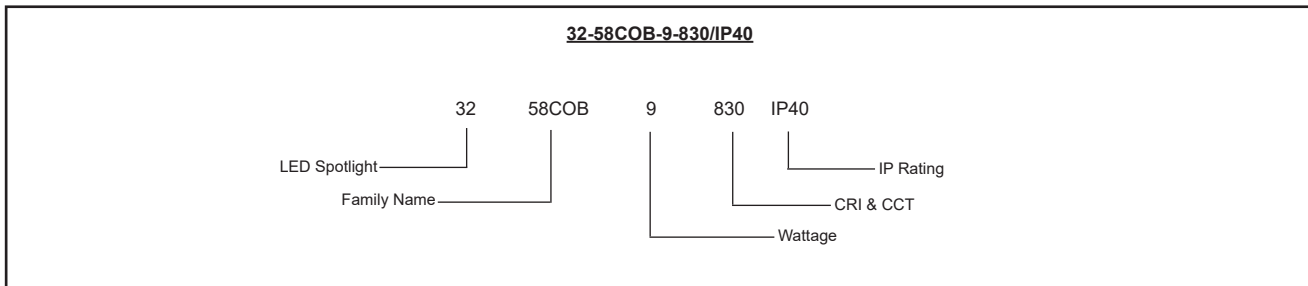 32-58COB-9-830/IP40
32 58COB 9 830 IP40
LED Spotlight IP Rating
Family Name CRI & CCT
Wattage